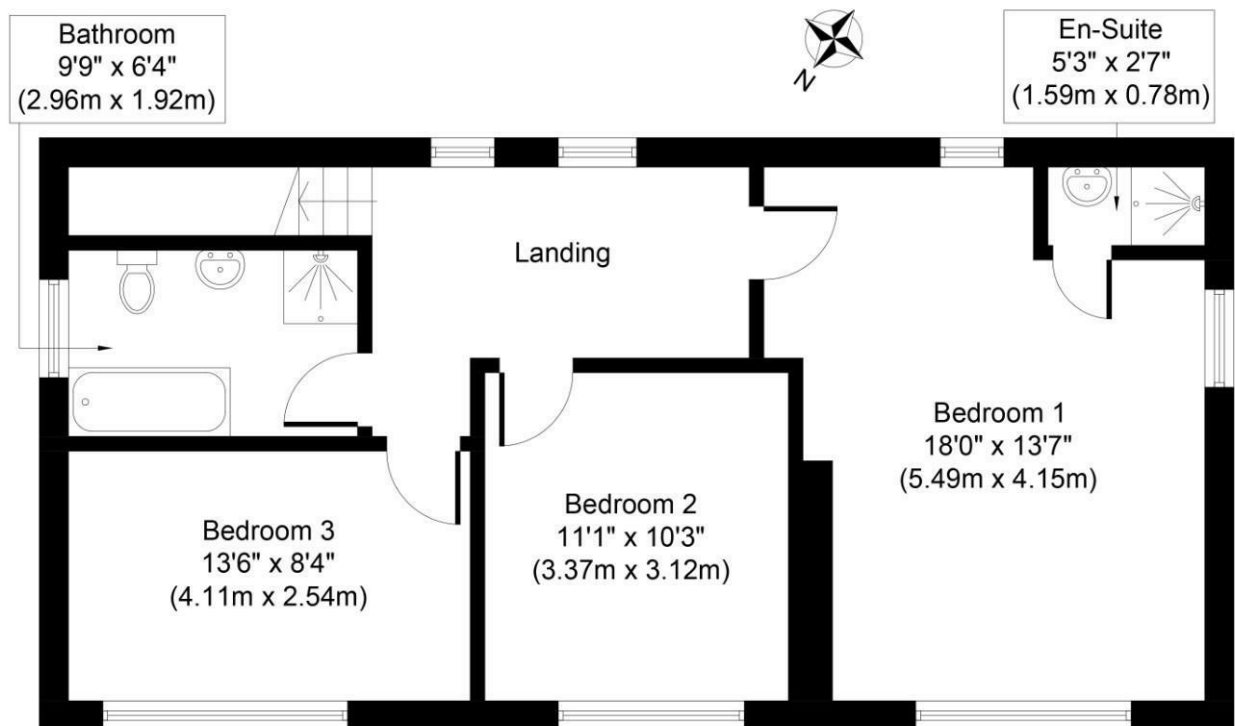 Bathroom
9'9" x 6'4"
(2.96m x 1.92m)
N
En-Suite
5'3" x 2'7"
(1.59m x 0.78m)
Landing
Bedroom 1
18'0" x 13'7"
(5.49m x 4.15m)
Bedroom 2
11'1" x 10'3"
(3.37m x 3.12m)
Bedroom 3
13'6" x 8'4"
(4.11m x 2.54m)